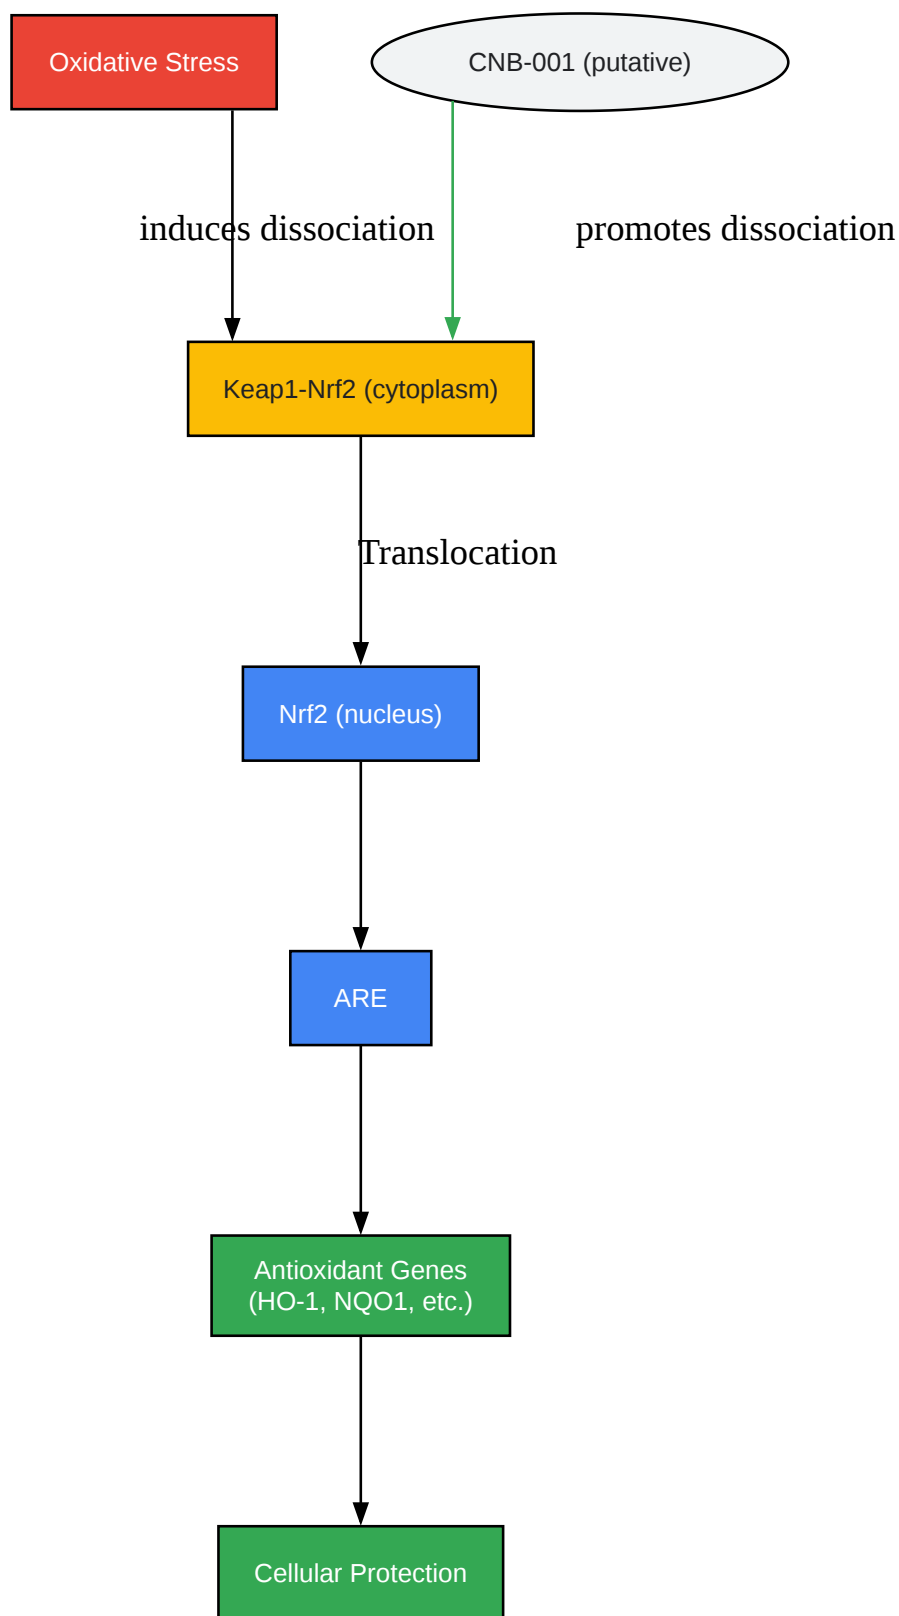 Oxidative Stress
CNB-001 (putative)
induces dissociation
promotes dissociation
Keap1-Nrf2 (cytoplasm)
Translocation
Nrf2 (nucleus)
ARE
Antioxidant Genes
(HO-1, NQO1, etc.)
Cellular Protection